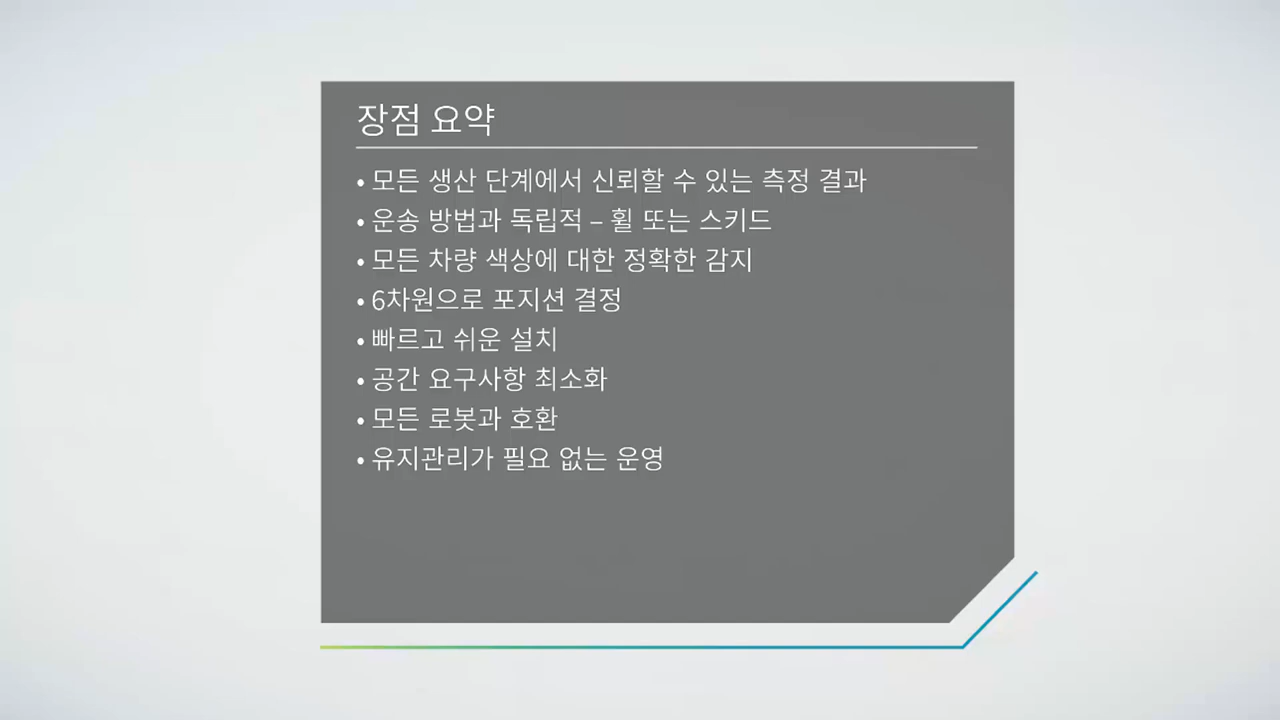 장점 요약
• 모든 생산 단계에서 신뢰할 수 있는 측정 결과
• 운송 방법과 독립적 – 휠 또는 스키드
• 모든 차량 색상에 대한 정확한 감지
• 6차원으로 포지션 결정
• 빠르고 쉬운 설치
• 공간 요구사항 최소화
• 모든 로봇과 호환
• 유지관리가 필요 없는 운영